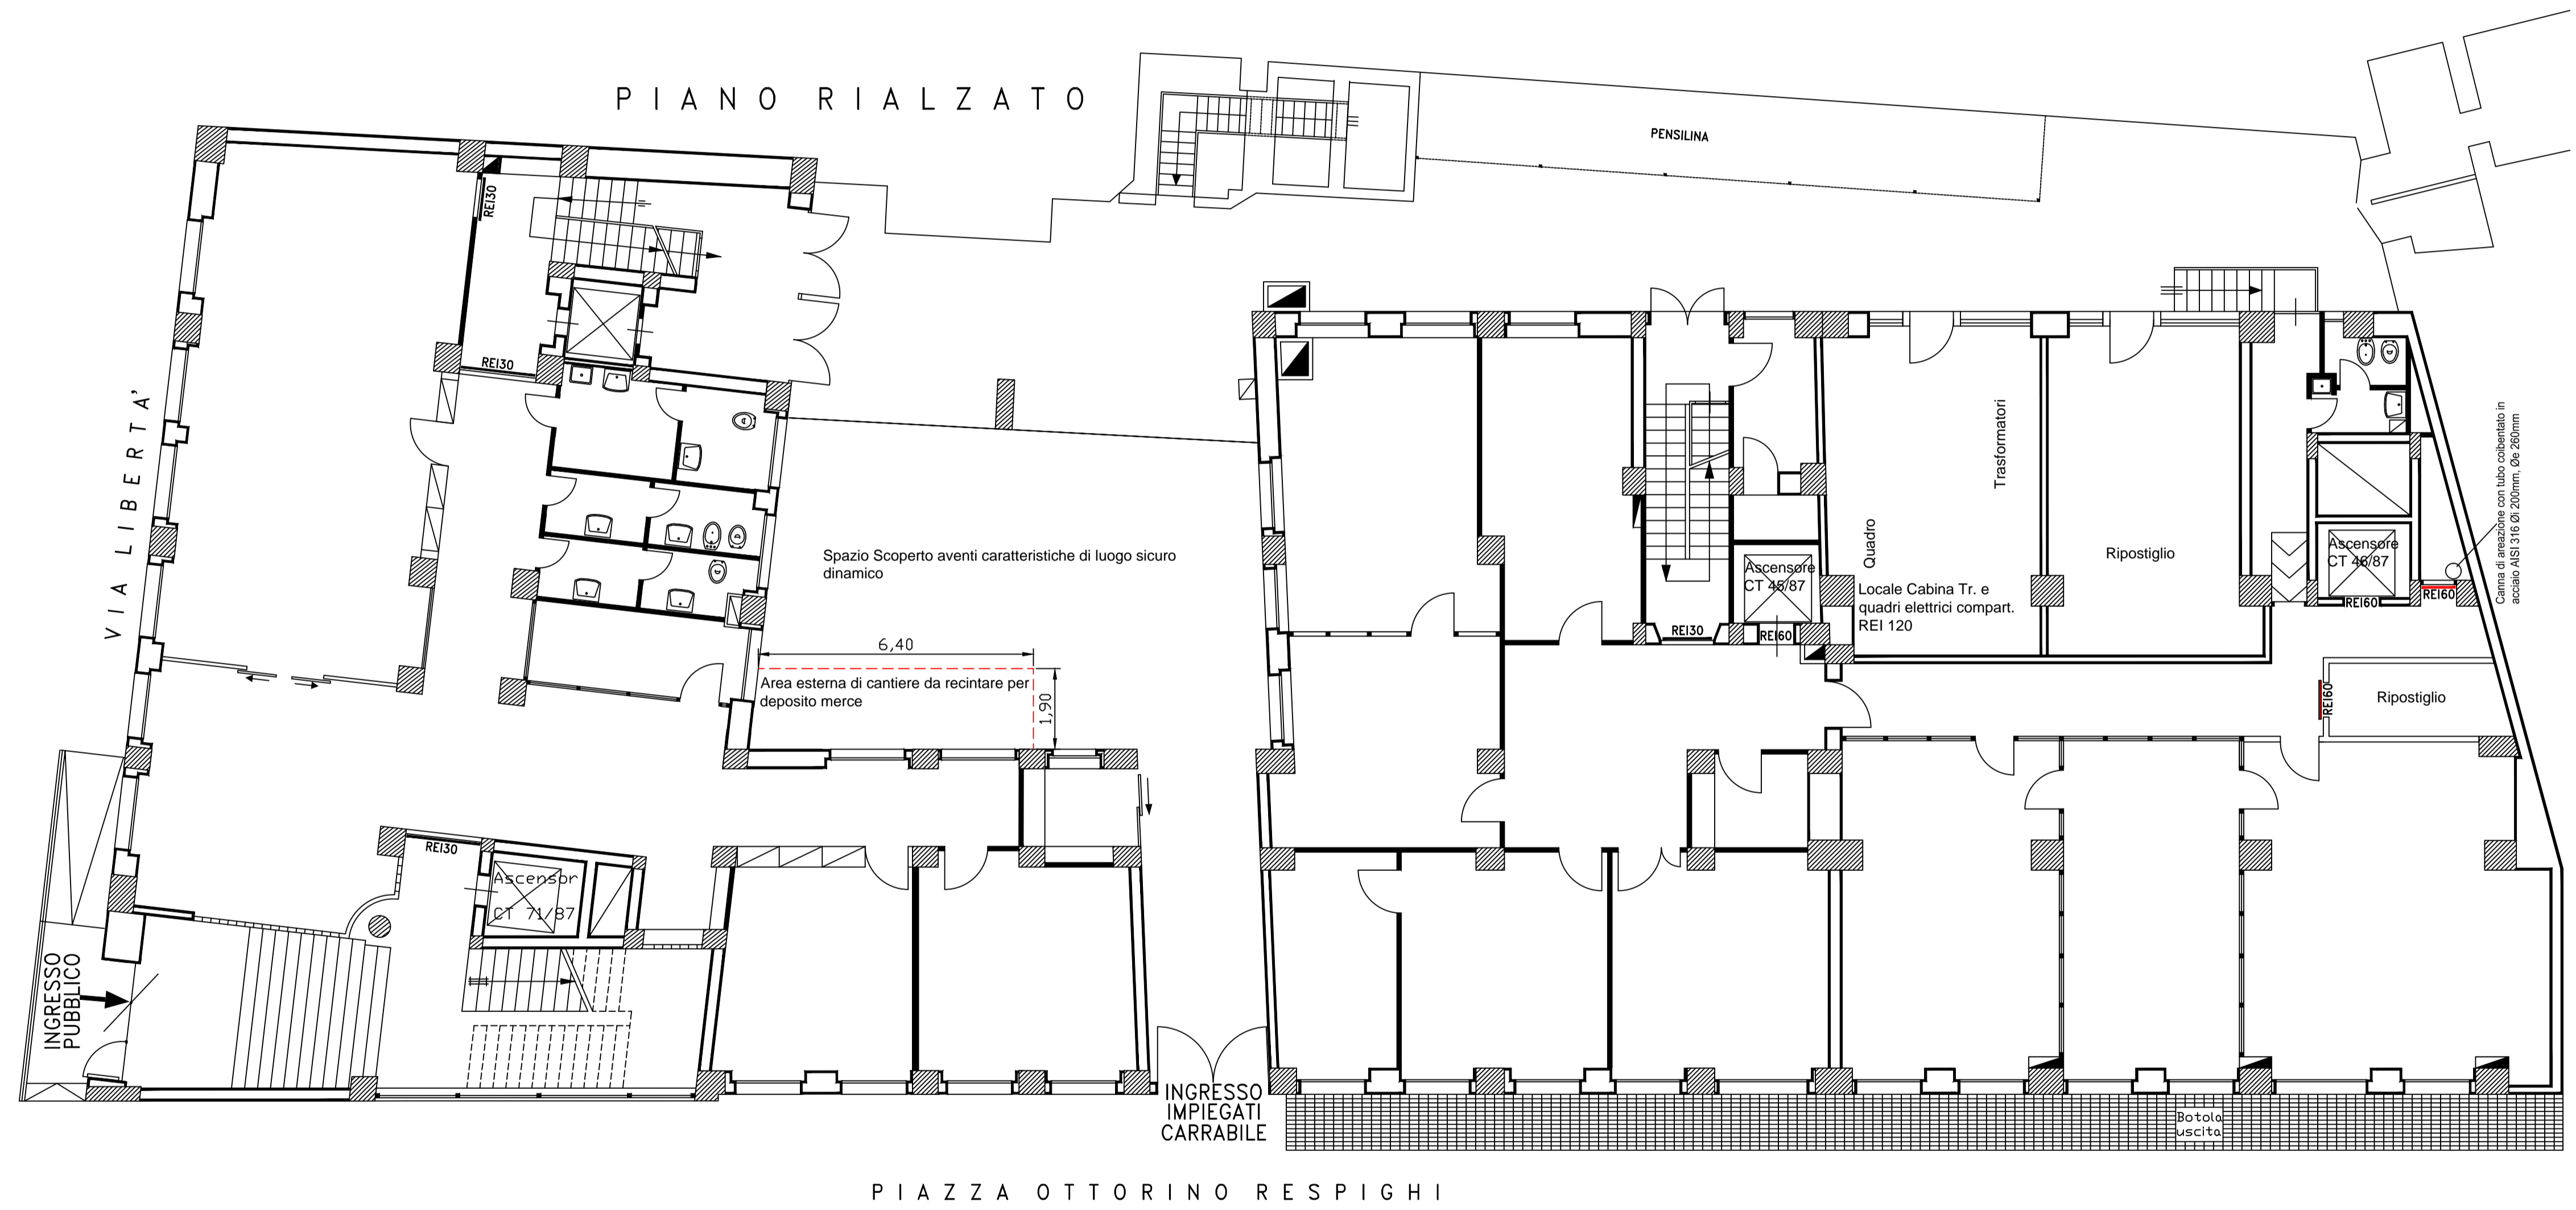 PIANO RIALZATO
PENSILINA
REI30
REI30
VIA LIBERTA'
Spazio Scoperto aventi caratteristiche di luogo sicuro
dinamico
6,40
1,90
Area esterna di cantiere da recintare per
deposito merce
REI30
Ascensor
CT 71/87
INGRESSO
PUBBLICO
INGRESSO
IMPIEGATI
CARRABILE
REI30
Ascensore
CT 45/87
REI60
Quadro
Trasformatori
Locale Cabina Tr. e
quadri elettrici compart.
REI 120
Ripostiglio
Ascensore
CT 46/87
REI60
REI60
Canna di areazione con tubo coibentato in
acciaio AISI 316 Øi 200mm, Øe 260mm
REI60
Ripostiglio
Botola
uscita
PIAZZA OTTORINO RESPIGHI